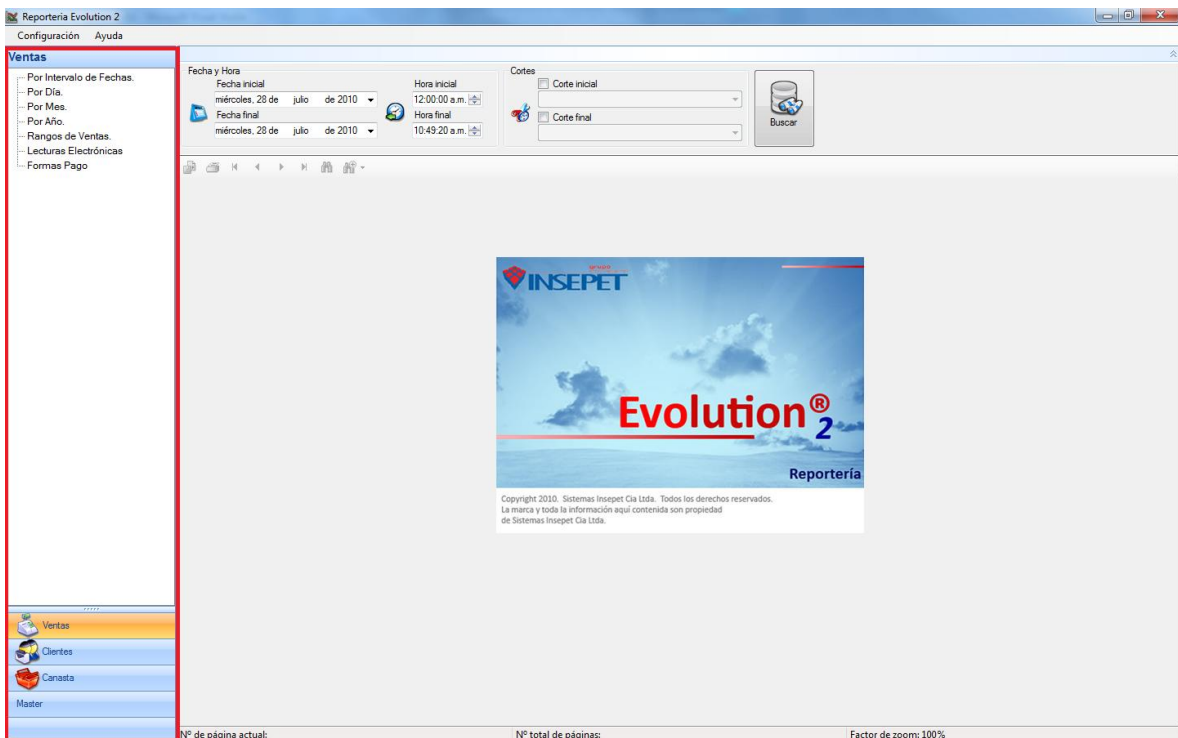 Reporteria Evolution 2
Configuración Ayuda
Ventas
Por Intervalo de Fechas.
Por Día.
Por Mes.
Por Año.
Rangos de Ventas.
Lecturas Electrónicas
Formas Pago
Fecha y Hora
Fecha inicial Hora inicial
miércoles, 28 de julio de 2010 12:00:00 a.m.
Fecha final Hora final
miércoles, 28 de julio de 2010 10:49:20 a.m.
Cortes
Corte inicial
Corte final
Buscar
INSEPET
Evolution® 2
Reportería
Copyright 2010. Sistemas Insepet Cia Ltda. Todos los derechos reservados.
La marca y toda la información aquí contenida son propiedad
de Sistemas Insepet Cia Ltda.
Ventas
Clientes
Canasta
Master
Nº de página actual: Nº total de páginas: Factor de zoom: 100%